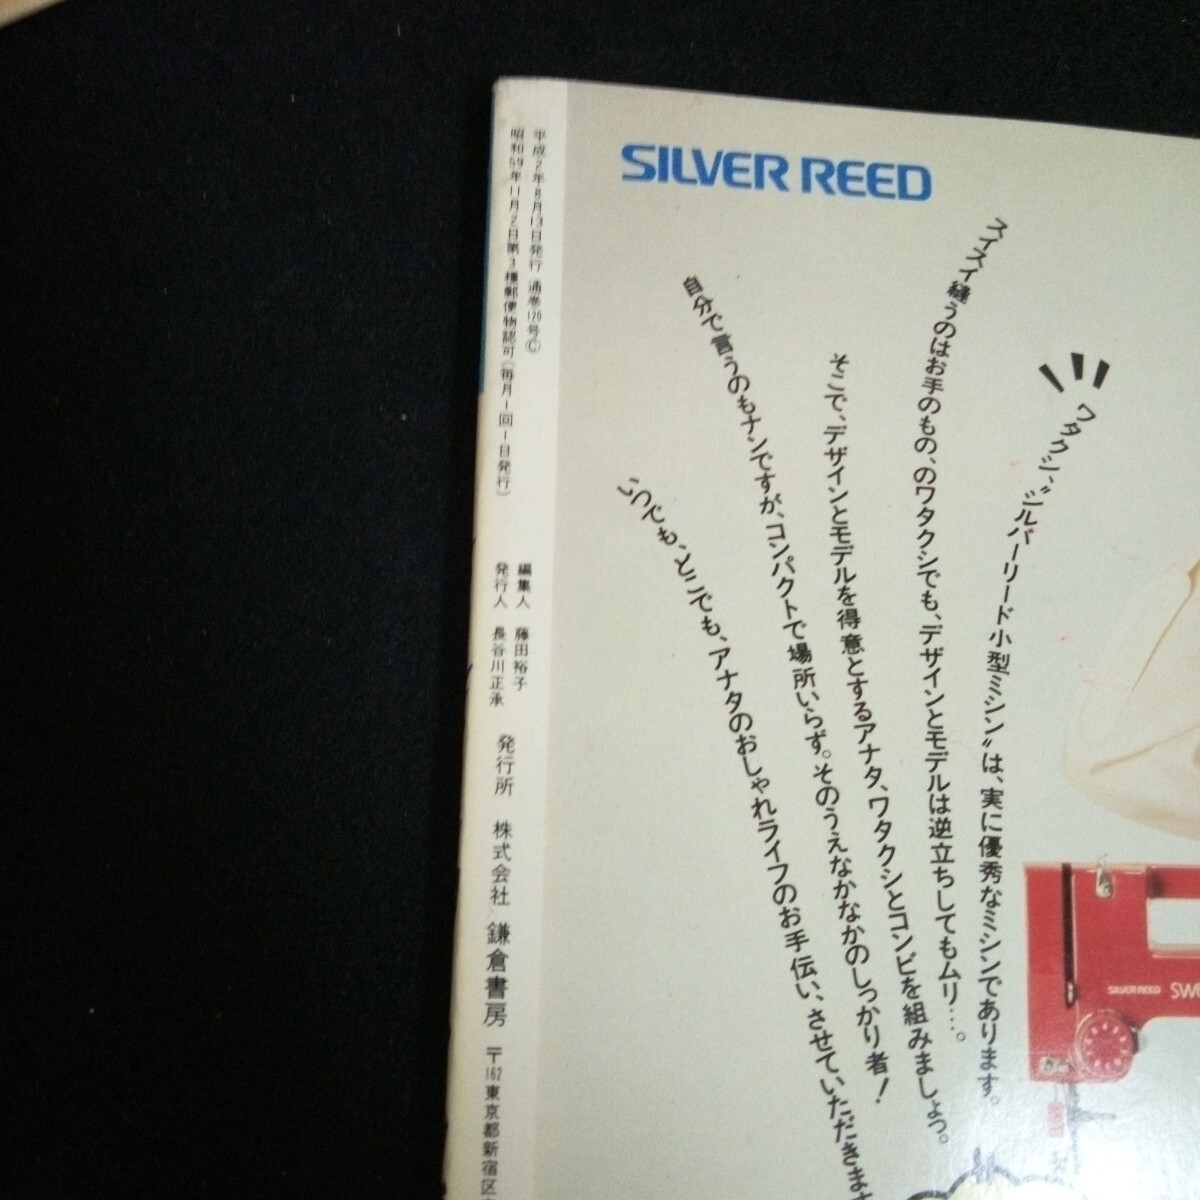 SILVER REED
ワタクシ、〝シルバーリード小型ミシン〟は、実に優秀なミシンであります。
スイスイ縫うのはお手のもの、のワタクシでも、デザインとモデルは逆立ちしてもムリ…。
そこで、デザインとモデルを得意とするアナタ、ワタクシとコンビを組みましょっ。
自分で言うのもナンですが、コンパクトで場所いらず。そのうえなかなかのしっかり者!
いつでも、どこでも、アナタのおしゃれライフのお手伝い、させていただきます
SILVER REED
平成2年8月13日発行 通巻120号©
昭和59年11月2日第3種郵便物認可(毎月1回1日発行)
編集人 藤田裕子
発行人 長谷川正承
発行所 株式会社 鎌倉書房 〒162 東京都新宿区